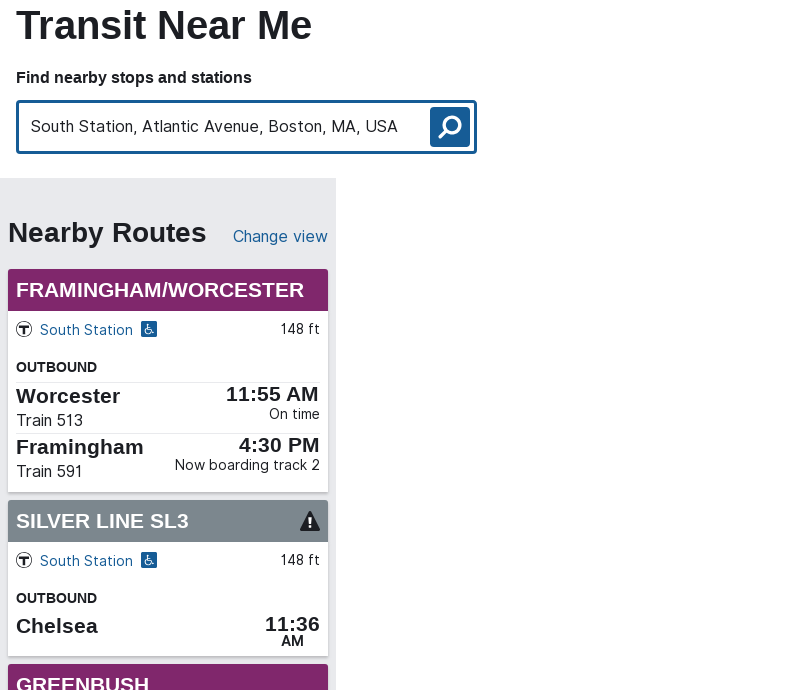 Transit Near Me
Find nearby stops and stations
South Station, Atlantic Avenue, Boston, MA, USA
Nearby Routes
Change view
FRAMINGHAM/WORCESTER
South Station
148 ft
OUTBOUND
Worcester
11:55 AM
Train 513
On time
Framingham
4:30 PM
Train 591
Now boarding track 2
SILVER LINE SL3
South Station
148 ft
OUTBOUND
Chelsea
11:36
AM
GREENBUSH